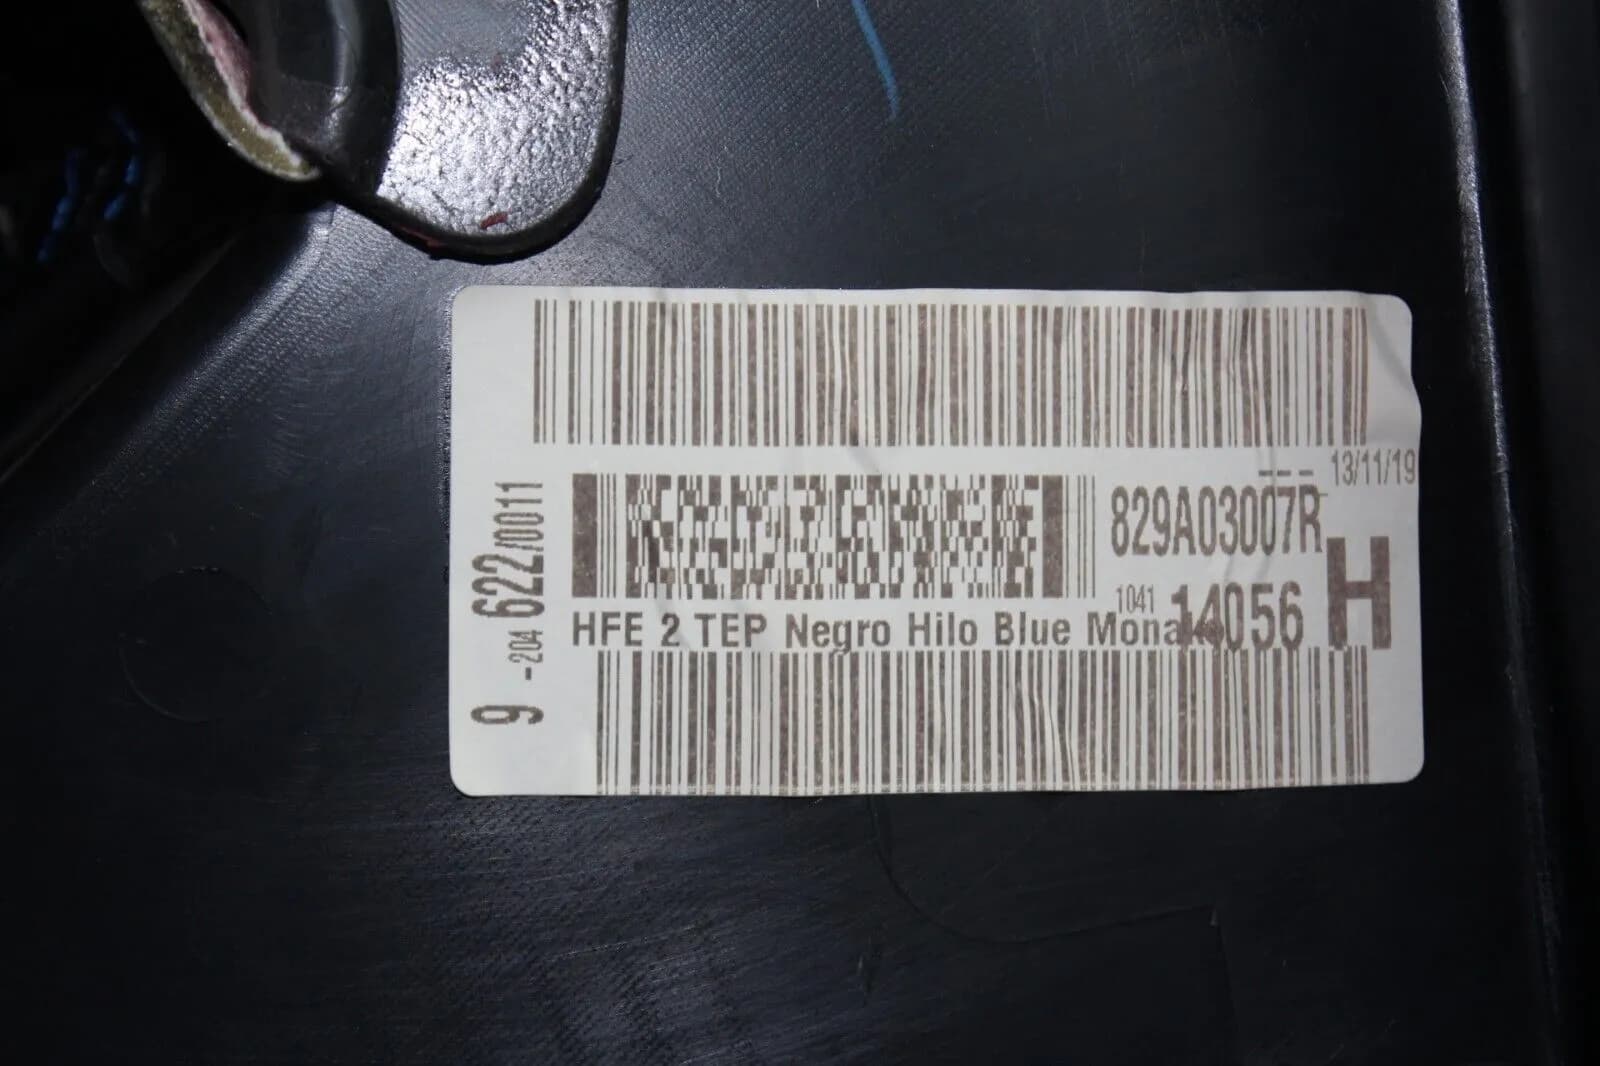 13/11/19
829A03007R
H
1041 14056
HFE 2 TEP Negro Hilo Blue
9 -204 622/0011